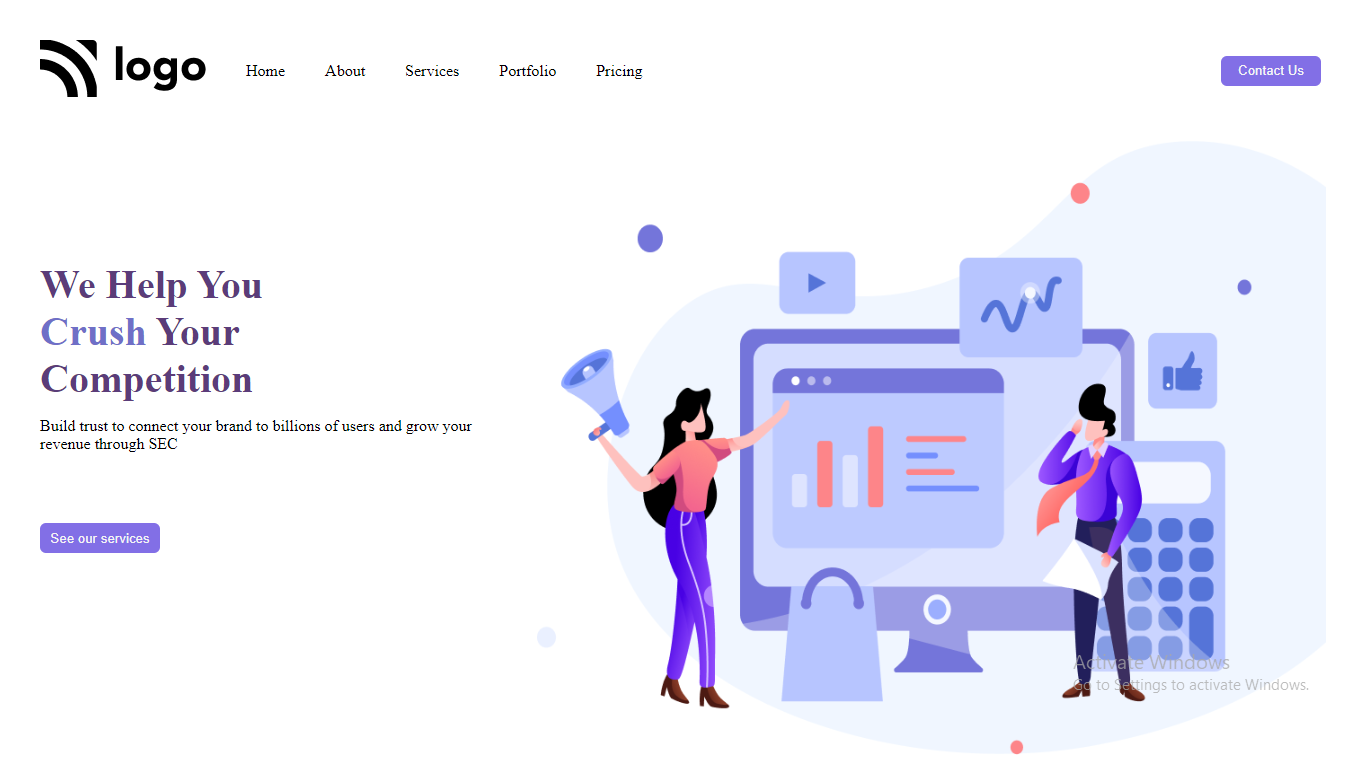 logo
Home About Services Portfolio Pricing
Contact Us
We Help You
Crush Your
Competition
Build trust to connect your brand to billions of users and grow your
revenue through SEC
See our services
Activate Windows
Go to Settings to activate Windows.